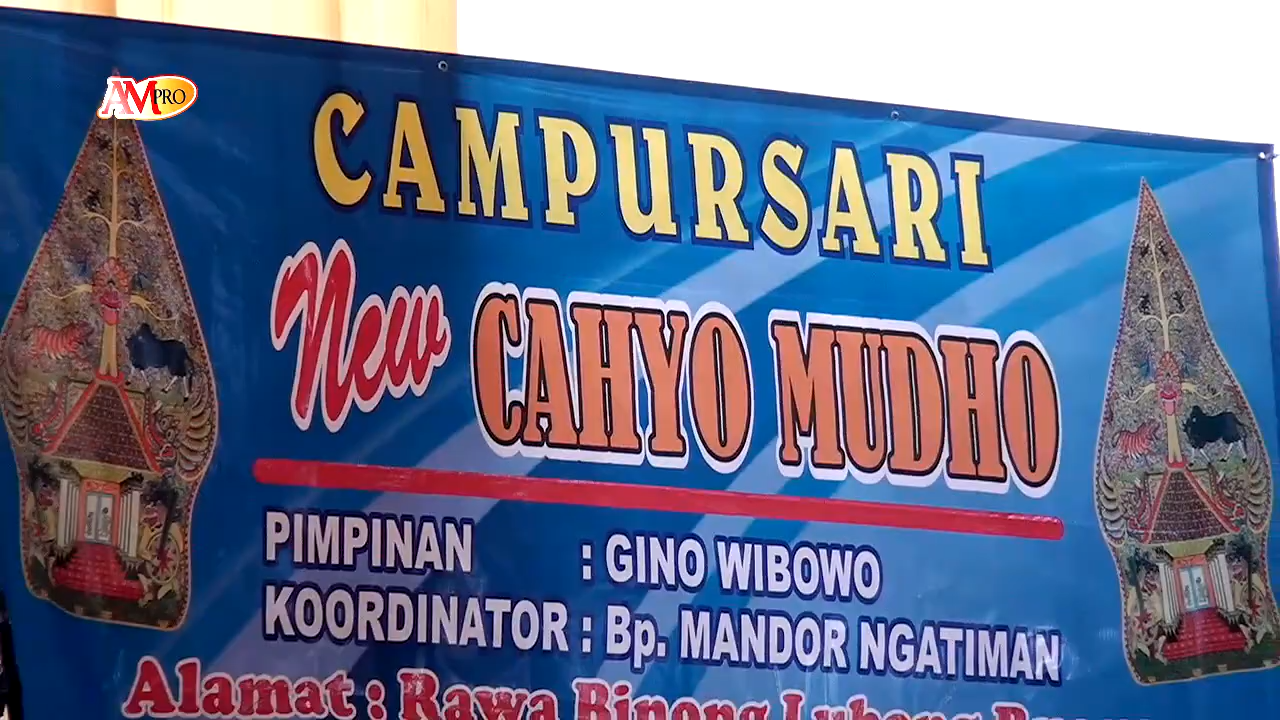 AM PRO
CAMPURSARI
New CAHYO MUDHO
PIMPINAN : GINO WIBOWO
KOORDINATOR : Bp. MANDOR NGATIMAN
Alamat : Rawa Binong Lubang